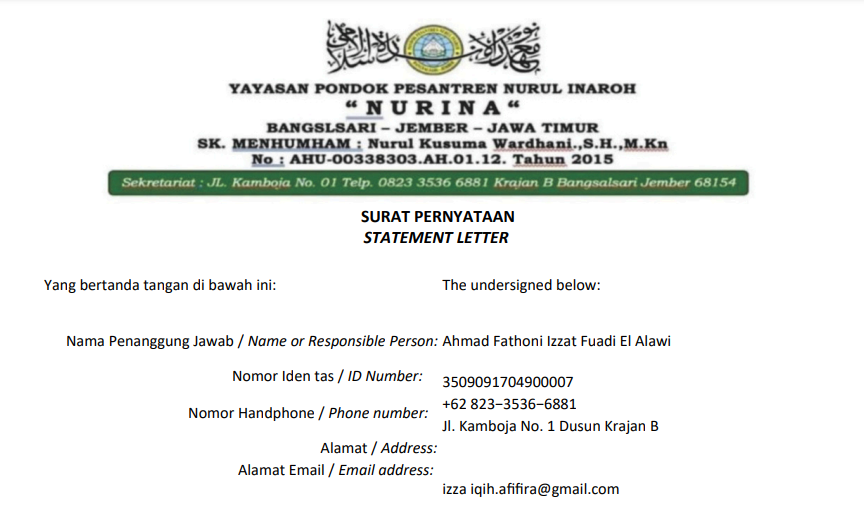 YAYASAN PONDOK PESANTREN NURUL INAROH
“ NURINA “
BANGSLSARI – JEMBER – JAWA TIMUR
SK. MENHUMHAM : Nurul Kusuma Wardhani.,S.H.,M.Kn
No : AHU-00338303.AH.01.12. Tahun 2015
Sekretariat : JL. Kamboja No. 01 Telp. 0823 3536 6881 Krajan B Bangsalsari Jember 68154
SURAT PERNYATAAN
STATEMENT LETTER
Yang bertanda tangan di bawah ini: The undersigned below:
Nama Penanggung Jawab / Name or Responsible Person: Ahmad Fathoni Izzat Fuadi El Alawi
Nomor Iden tas / ID Number: 3509091704900007
Nomor Handphone / Phone number: +62 823–3536–6881
Alamat / Address: Jl. Kamboja No. 1 Dusun Krajan B
Alamat Email / Email address: izza iqih.afifira@gmail.com